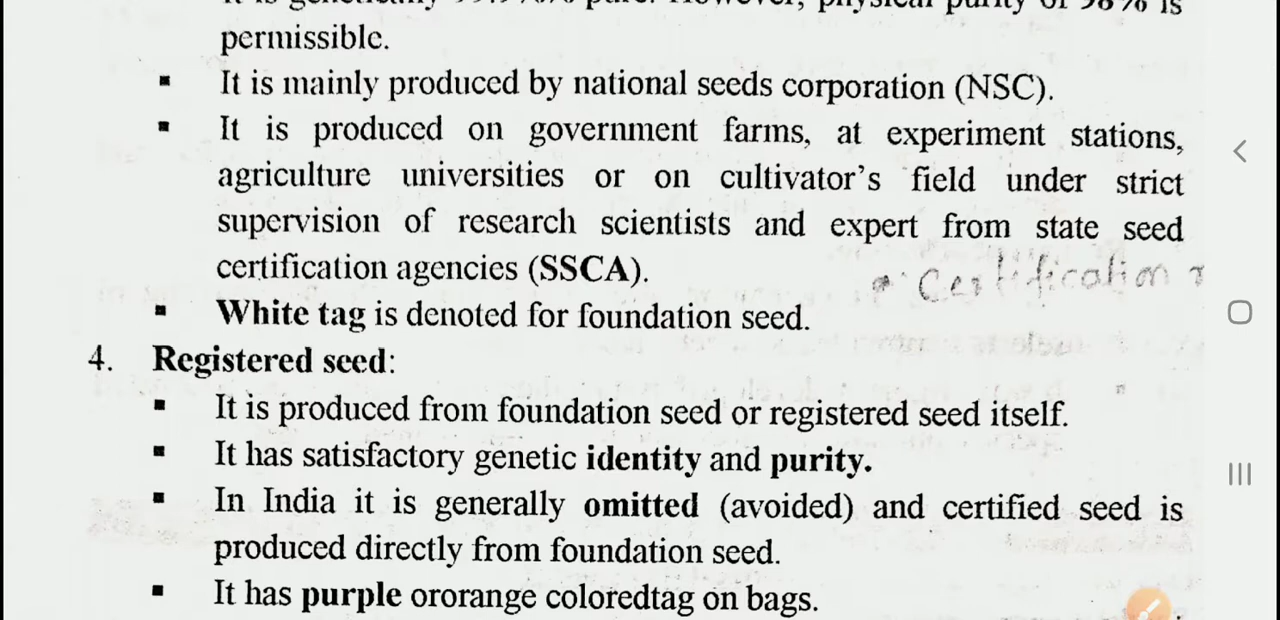 permissible.
▪ It is mainly produced by national seeds corporation (NSC).
▪ It is produced on government farms, at experiment stations,
agriculture universities or on cultivator's field under strict
supervision of research scientists and expert from state seed
certification agencies (SSCA).
Certification
▪ White tag is denoted for foundation seed.
4. Registered seed:
▪ It is produced from foundation seed or registered seed itself.
▪ It has satisfactory genetic identity and purity.
▪ In India it is generally omitted (avoided) and certified seed is
produced directly from foundation seed.
▪ It has purple ororange coloredtag on bags.